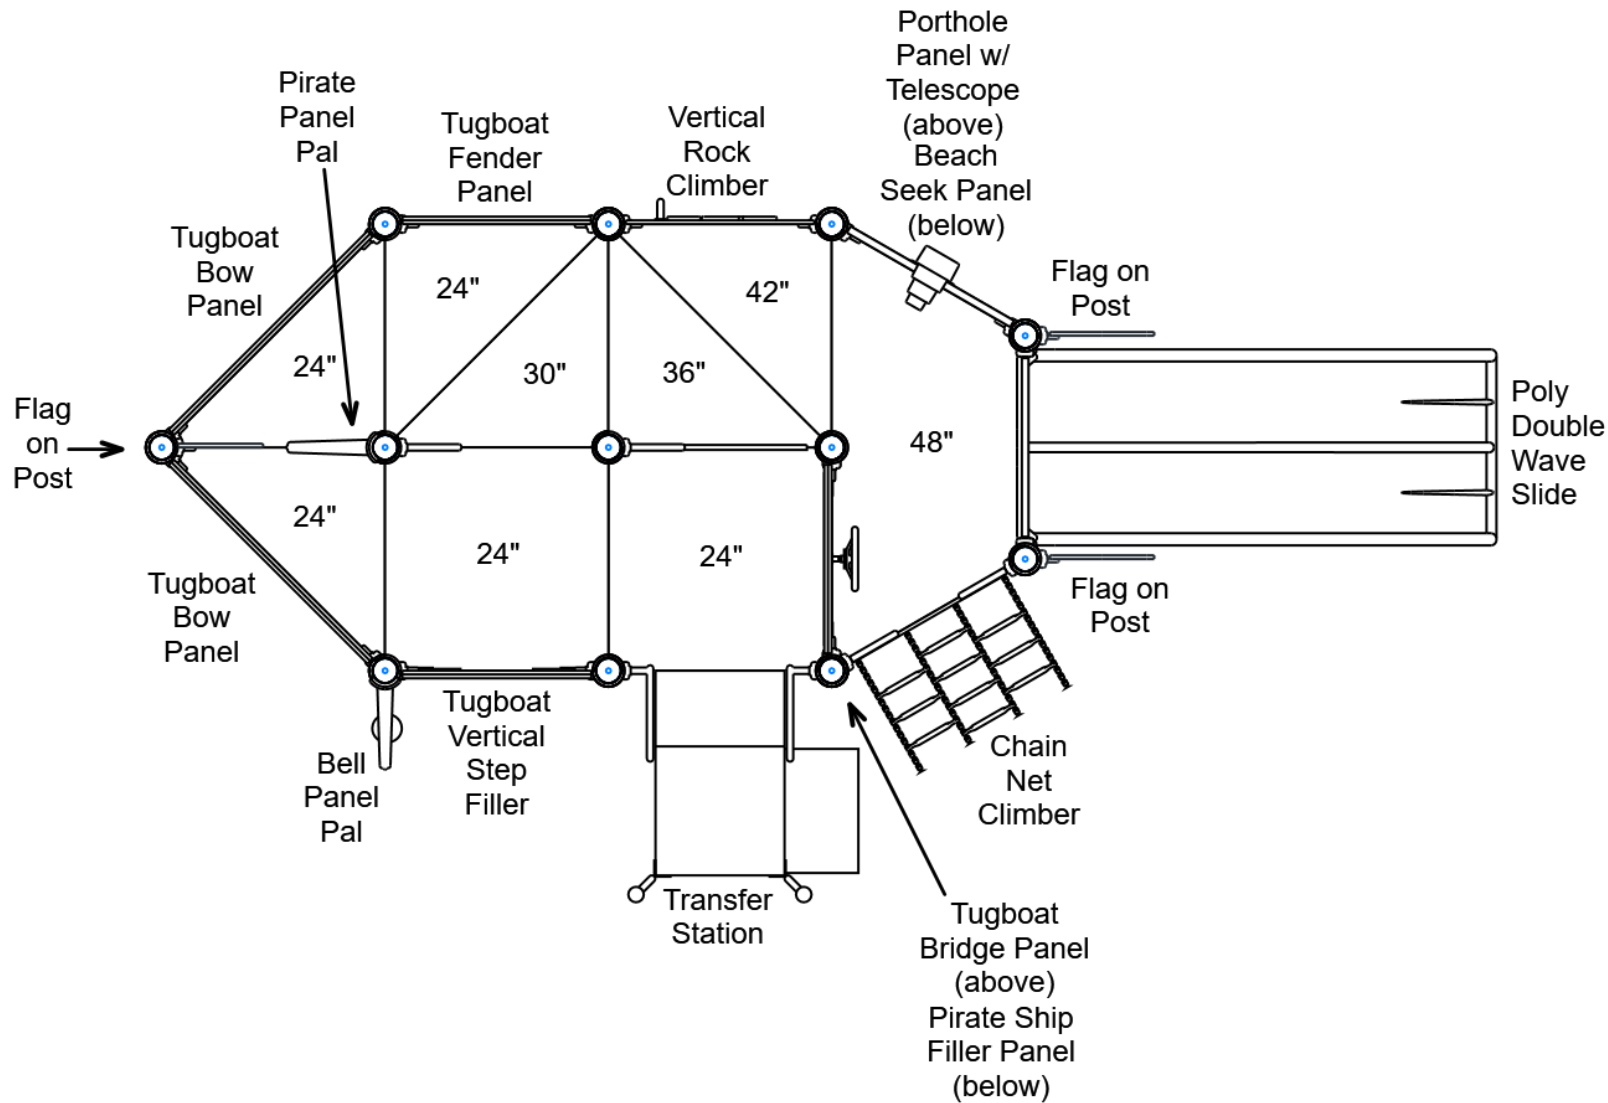 Porthole
Panel w/
Telescope
(above)
Beach
Seek Panel
(below)
Pirate
Panel
Pal
Tugboat
Fender
Panel
Vertical
Rock
Climber
Tugboat
Bow
Panel
Flag on
Post
24"
42"
24"
30"
36"
Flag
on
Post
48"
Poly
Double
Wave
Slide
24"
24"
24"
Tugboat
Bow
Panel
Flag on
Post
Tugboat
Vertical
Step
Filler
Bell
Panel
Pal
Chain
Net
Climber
Transfer
Station
Tugboat
Bridge Panel
(above)
Pirate Ship
Filler Panel
(below)